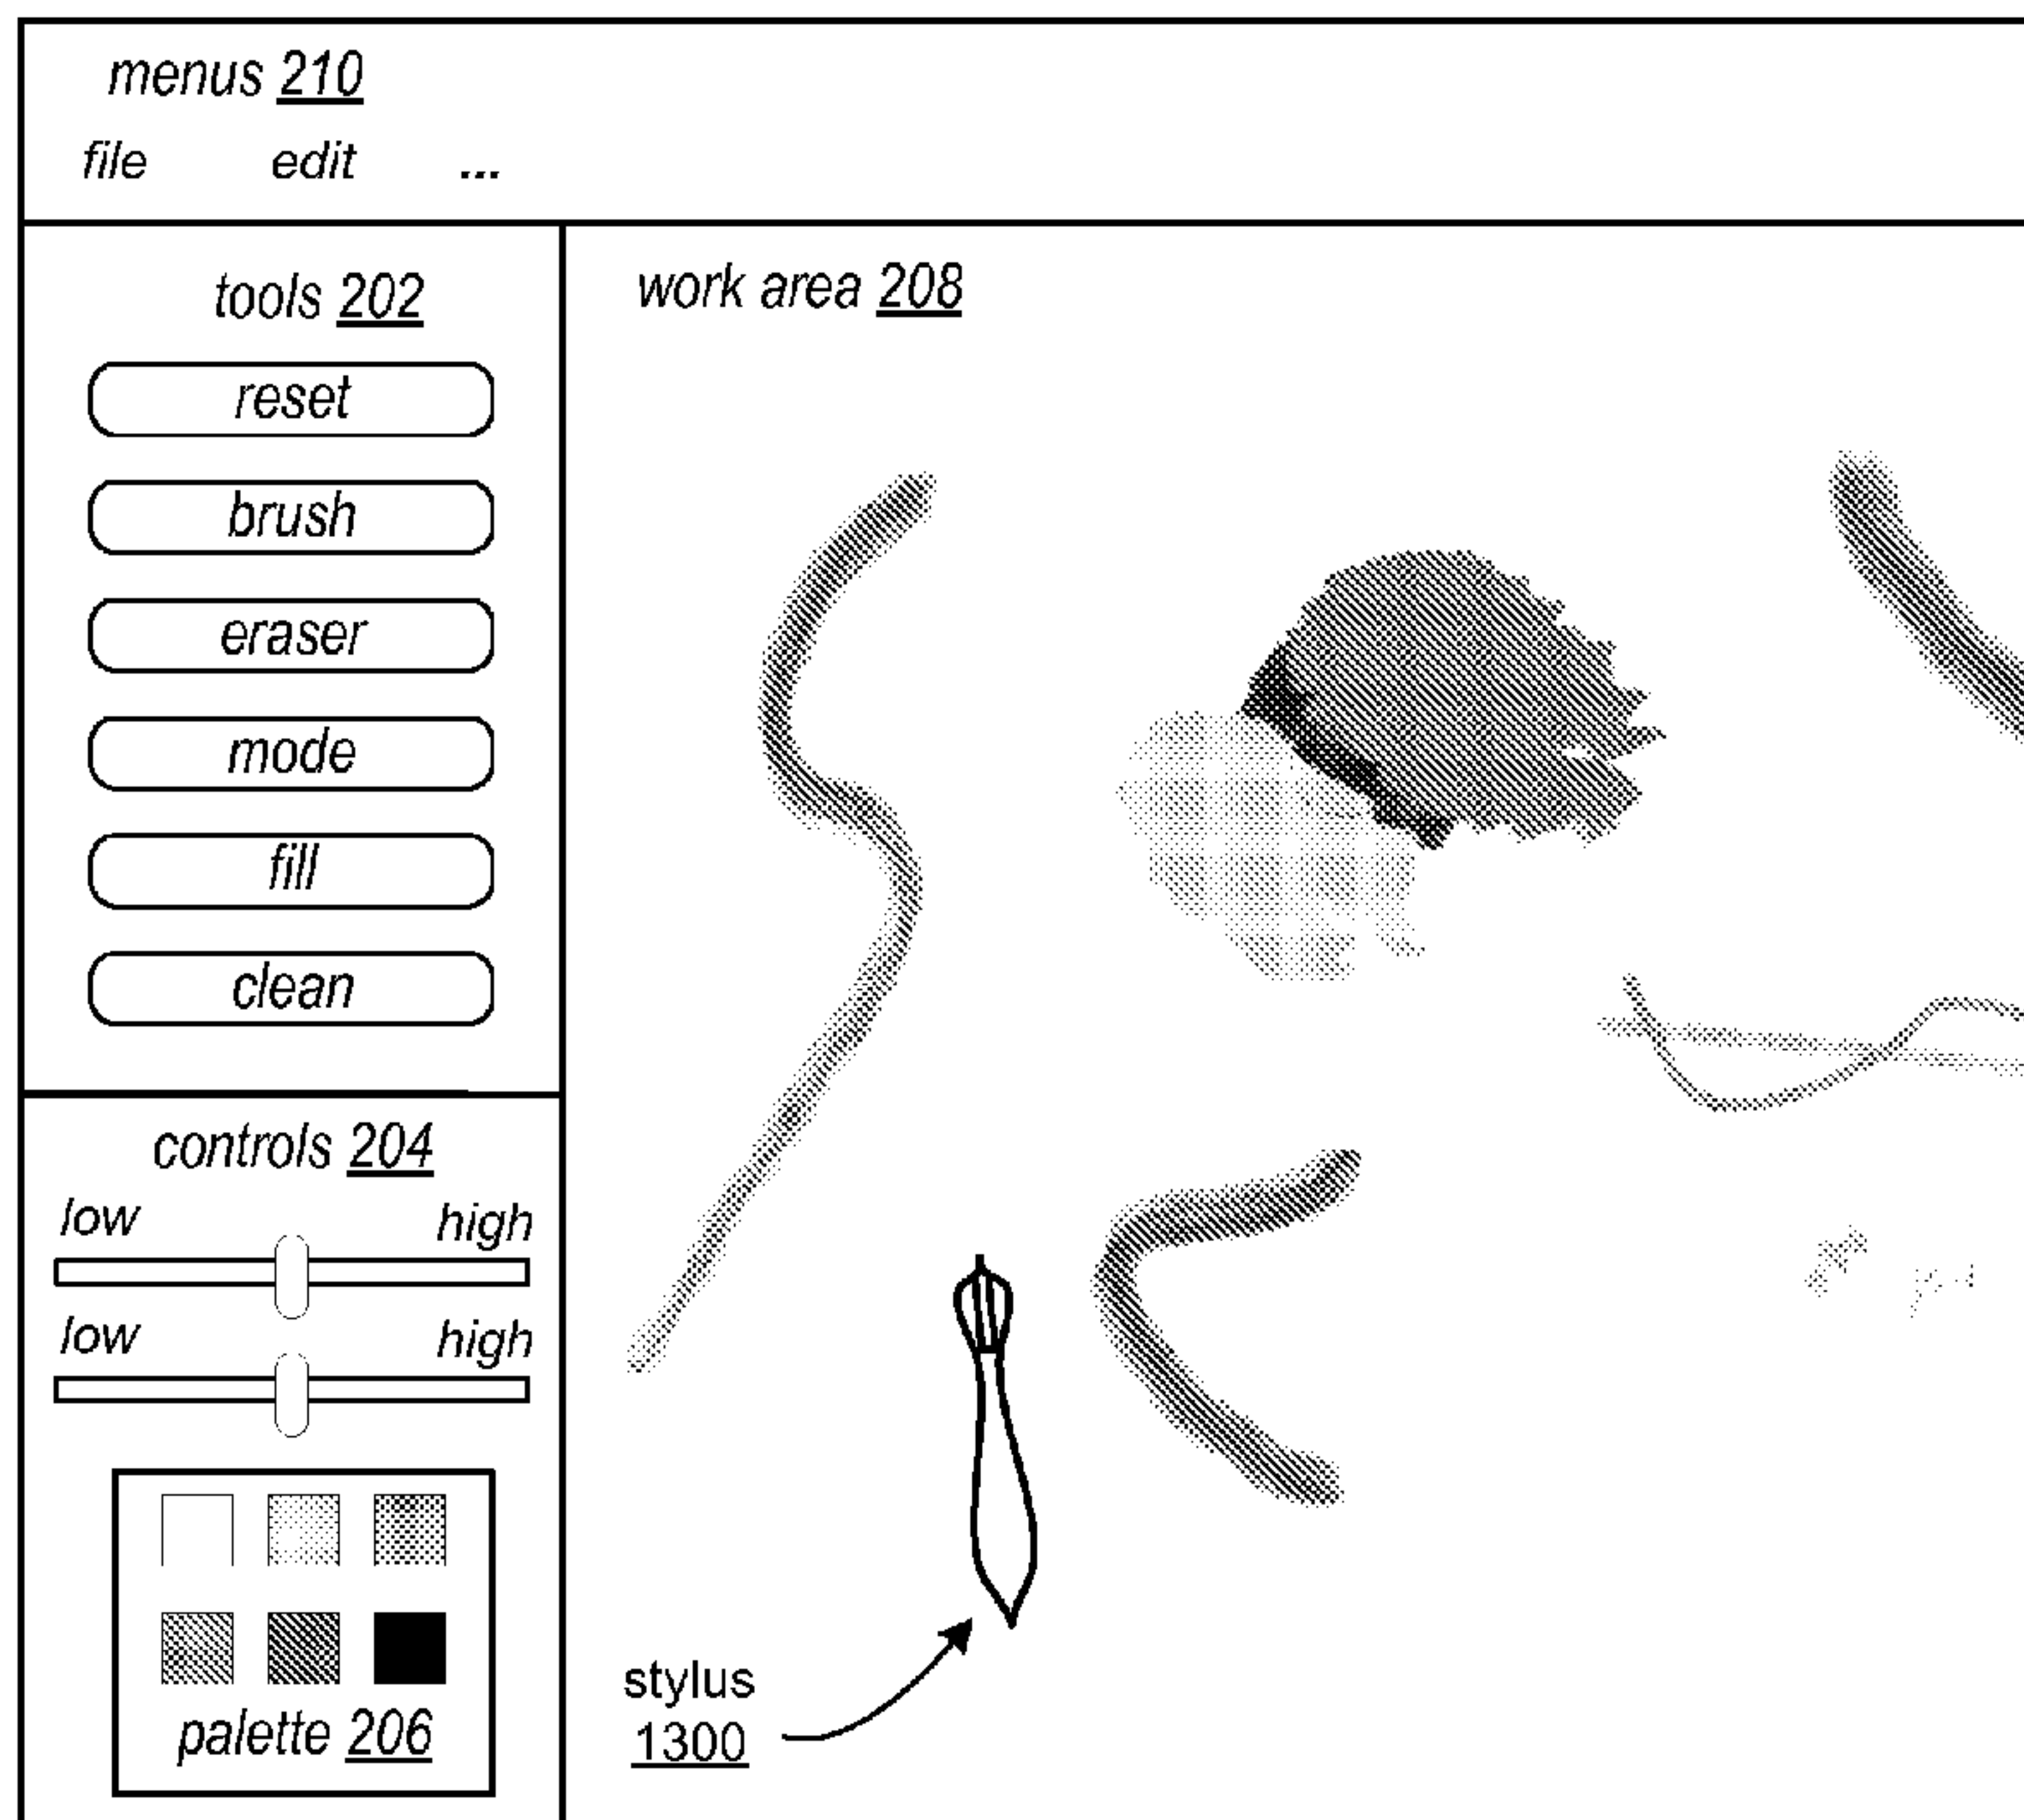 menus 210
file edit ...
tools 202
reset
brush
eraser
mode
fill
clean
controls 204
low high
low high
palette 206
work area 208
stylus
1300